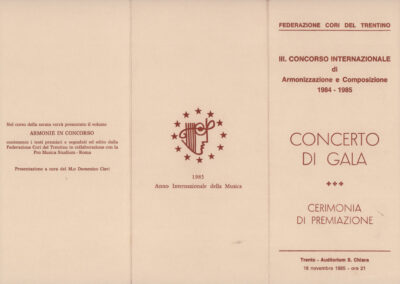 Nel corso della serata verrà presentato il volume
ARMONIE IN CONCORSO
contenente i testi premiati e segnalati ed edito dalla
Federazione Cori del Trentino in collaborazione con la
Pro Musica Studium - Roma
Presentazione a cura del M.o Domenico Cieri
1985
Anno Internazionale della Musica
FEDERAZIONE CORI DEL TRENTINO
III. CONCORSO INTERNAZIONALE
di
Armonizzazione e Composizione
1984 - 1985
CONCERTO
DI GALA
CERIMONIA
DI PREMIAZIONE
Trento - Auditorium S. Chiara
16 novembre 1985 - ore 21